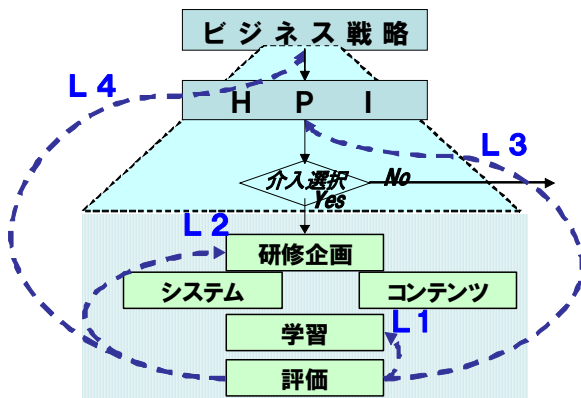 ビジネス戦略
L4
H P I
L3
介入選択
No
Yes
L2
研修企画
システム
コンテンツ
L1
学習
評価